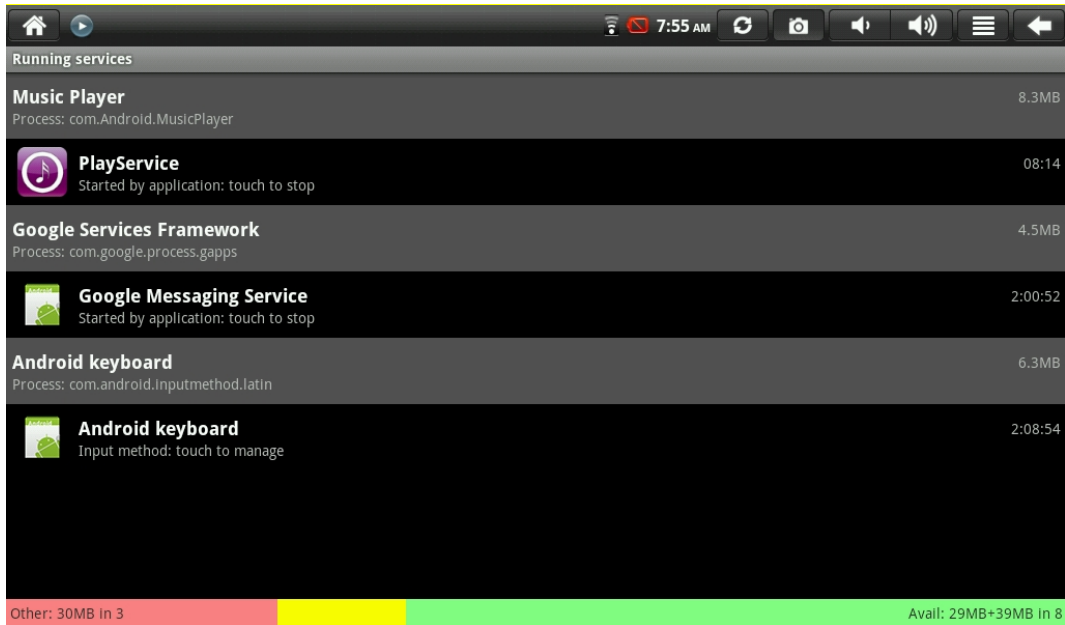 7:55 AM
Running services
Music Player
8.3MB
Process: com.Android.MusicPlayer
PlayService
08:14
Started by application: touch to stop
Google Services Framework
4.5MB
Process: com.google.process.gapps
Google Messaging Service
2:00:52
Started by application: touch to stop
Android keyboard
6.3MB
Process: com.android.inputmethod.latin
Android keyboard
2:08:54
Input method: touch to manage
Other: 30MB in 3
Avail: 29MB+39MB in 8